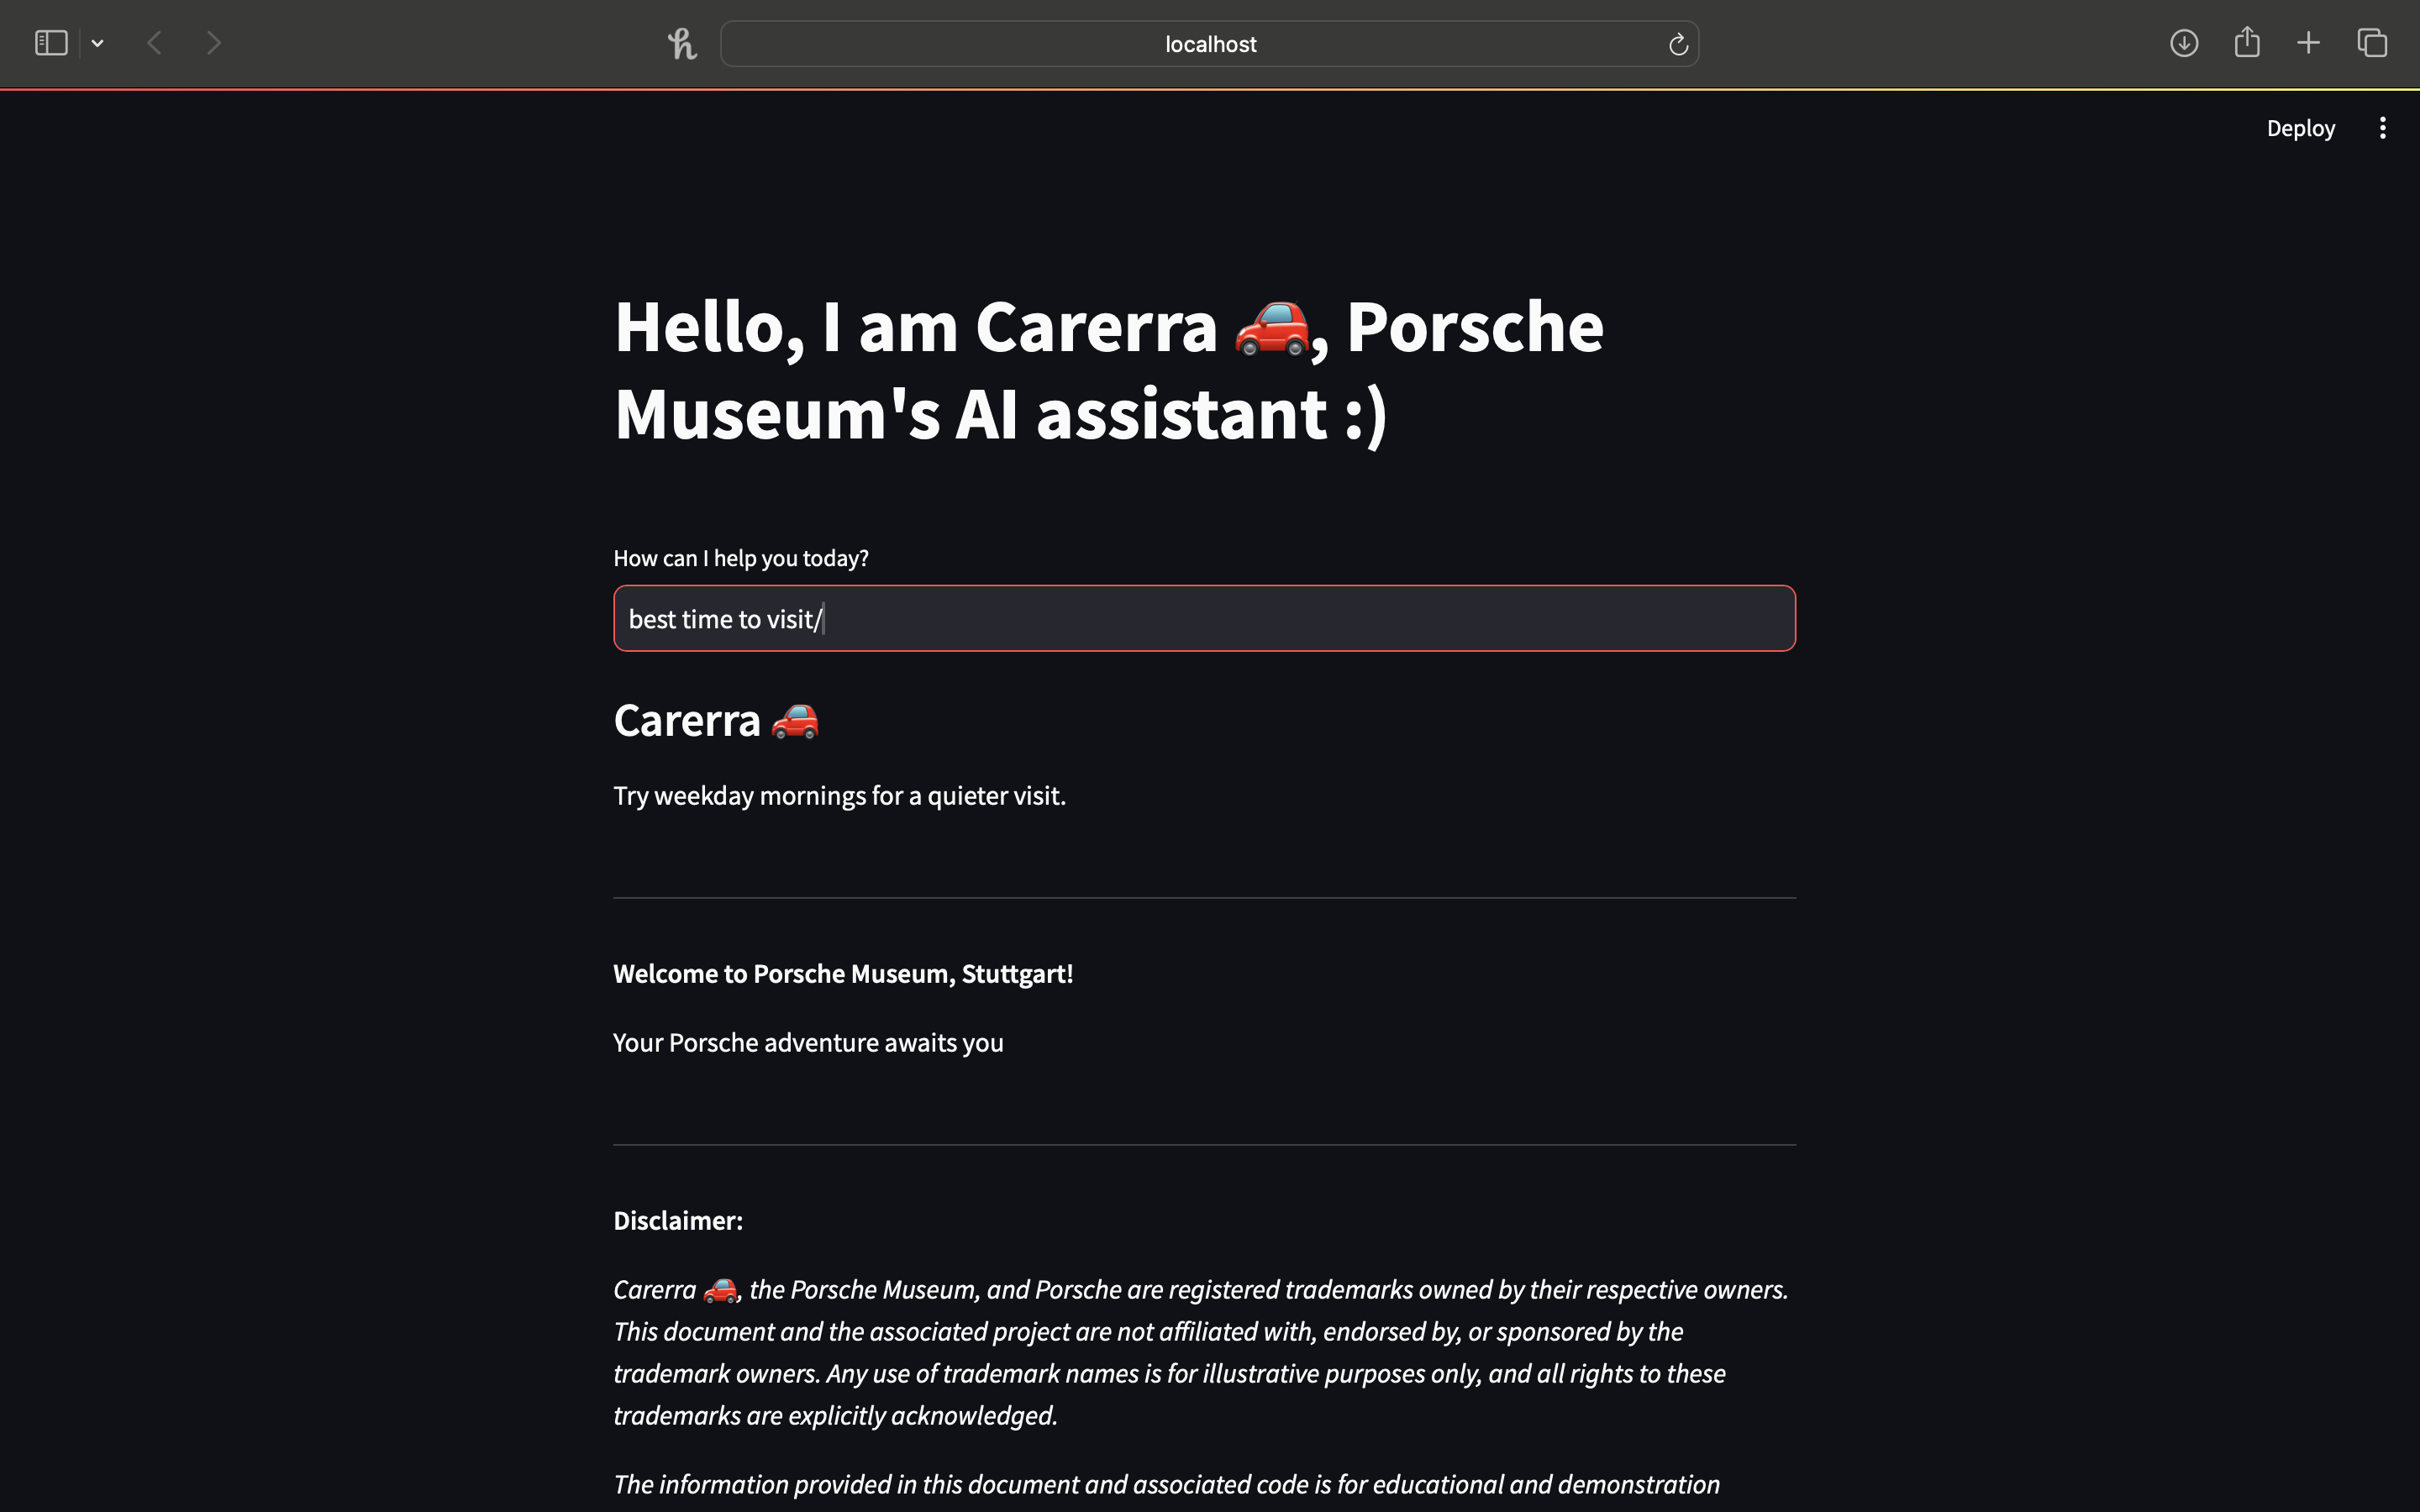 localhost
Deploy
Hello, I am Carerra 🚗, Porsche
Museum's AI assistant :)
How can I help you today?
best time to visit/
Carerra 🚗
Try weekday mornings for a quieter visit.
Welcome to Porsche Museum, Stuttgart!
Your Porsche adventure awaits you
Disclaimer:
Carerra 🚗, the Porsche Museum, and Porsche are registered trademarks owned by their respective owners.
This document and the associated project are not affiliated with, endorsed by, or sponsored by the
trademark owners. Any use of trademark names is for illustrative purposes only, and all rights to these
trademarks are explicitly acknowledged.
The information provided in this document and associated code is for educational and demonstration